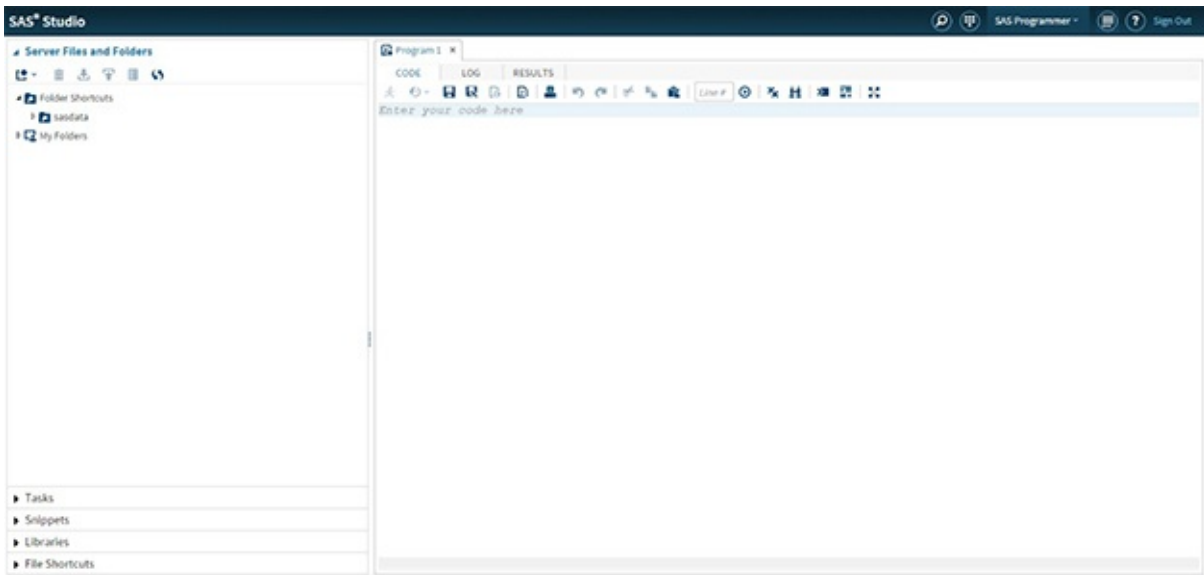 SAS® Studio
SAS Programmer
Sign Out
Server Files and Folders
Folder Shortcuts
sasdata
My Folders
Tasks
Snippets
Libraries
File Shortcuts
Program 1
CODE LOG RESULTS
Line #
Enter your code here